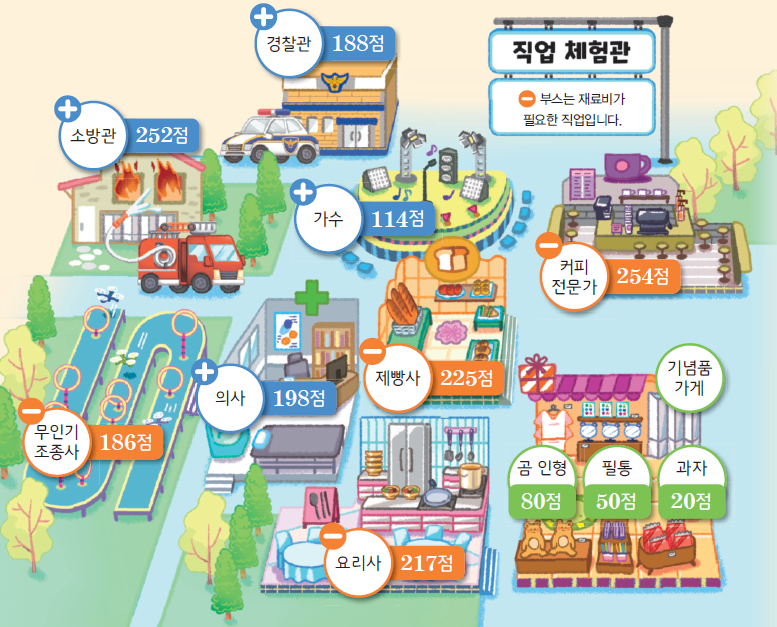 경찰관 188점
직업 체험관
부스는 재료비가
필요한 직업입니다.
소방관 252점
가수 114점
커피
전문가 254점
제빵사 225점
의사 198점
무인기
조종사 186점
기념품
가게
곰 인형 80점
필통 50점
과자 20점
요리사 217점